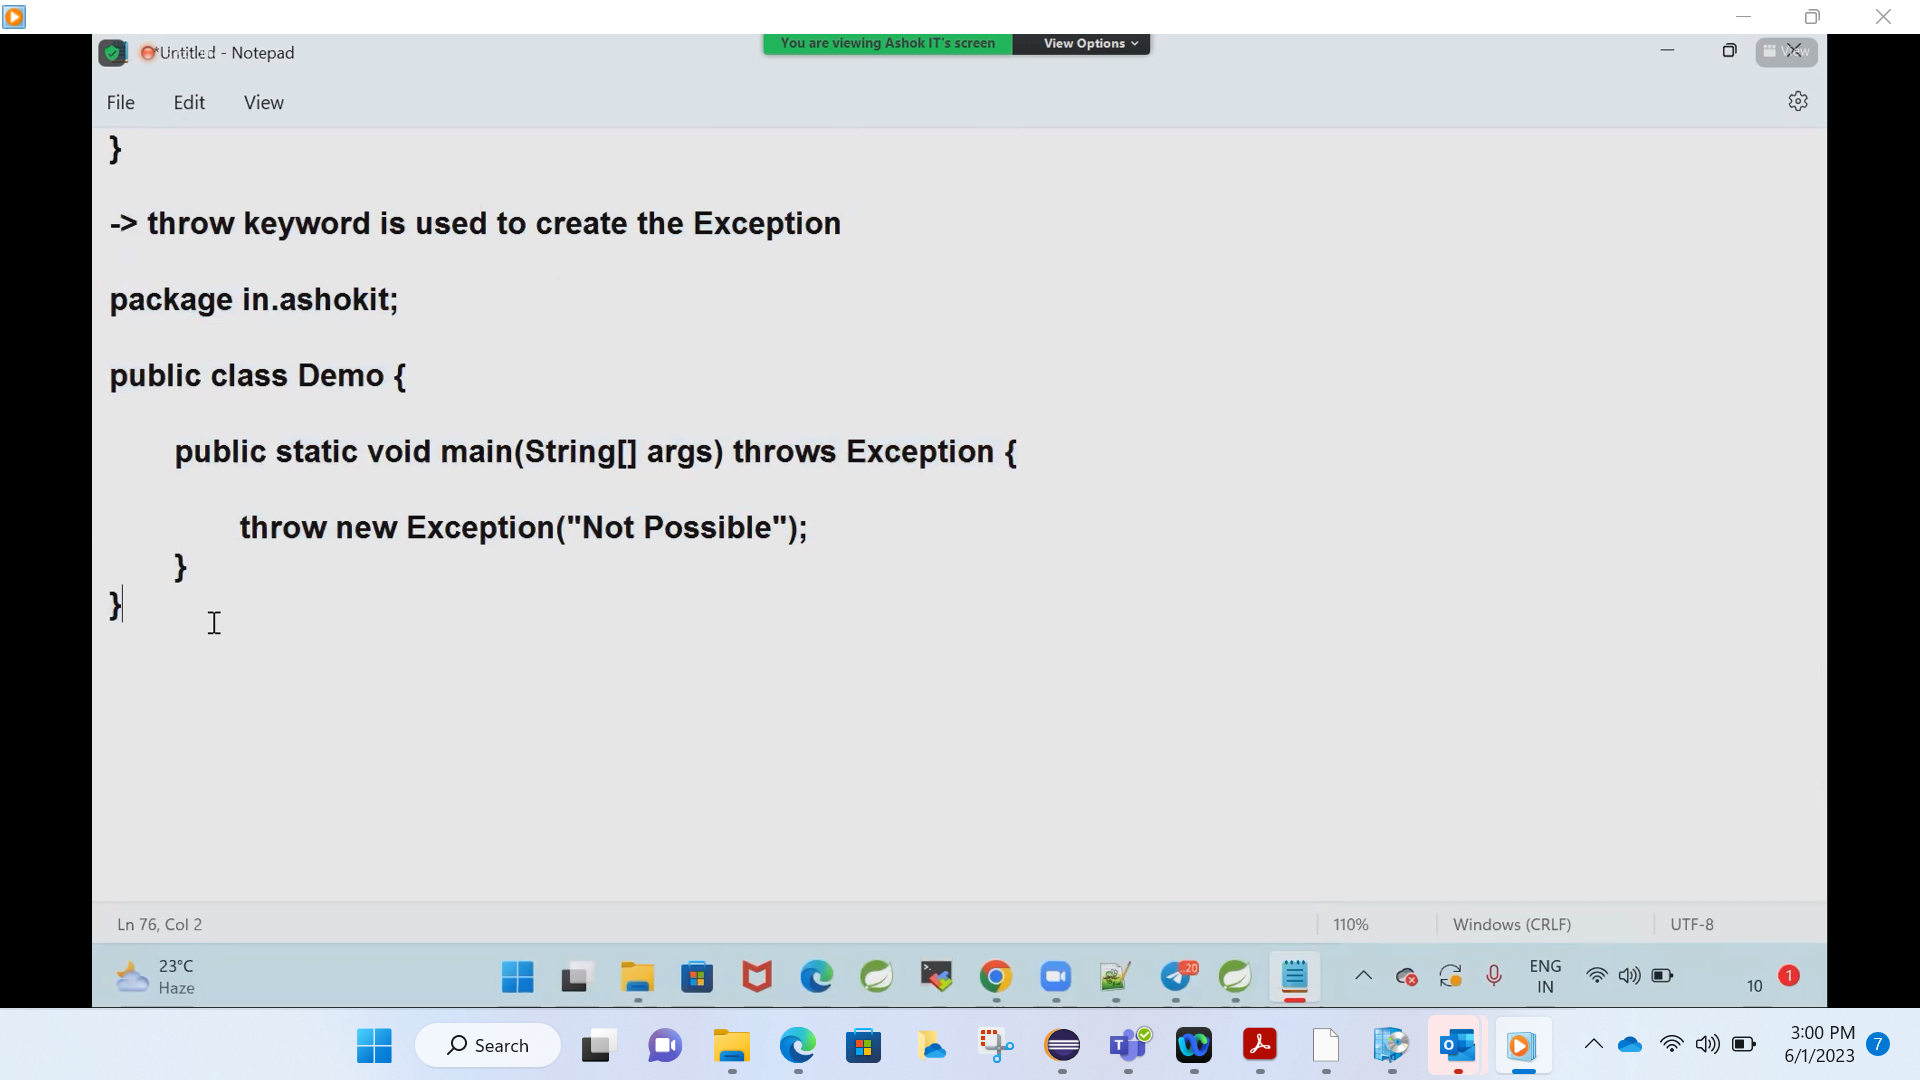 *Untitled - Notepad
You are viewing Ashok IT's screen
View Options
View
File
Edit
View
}
-> throw keyword is used to create the Exception
package in.ashokit;
public class Demo {
public static void main(String[] args) throws Exception {
throw new Exception("Not Possible");
}
}
Ln 76, Col 2
110%
Windows (CRLF)
UTF-8
23°C
Haze
20
ENG
IN
10
1
Search
3:00 PM
6/1/2023
7